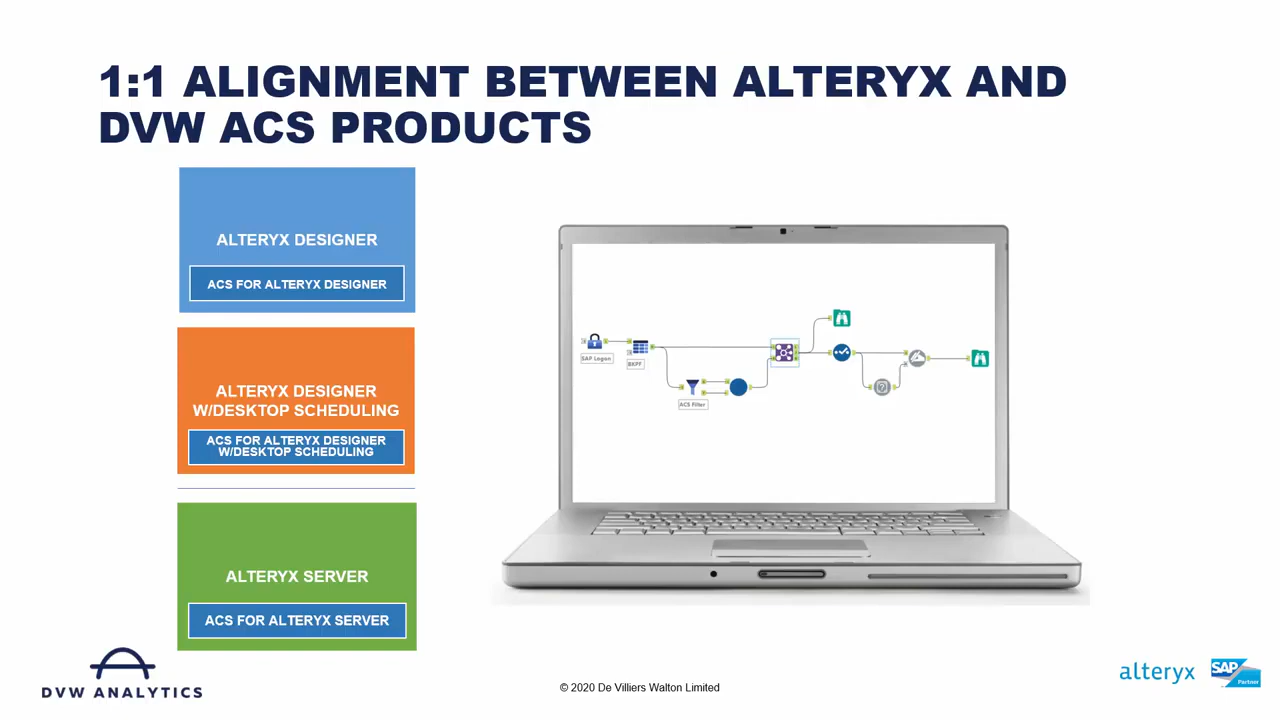 1:1 ALIGNMENT BETWEEN ALTERYX AND
DVW ACS PRODUCTS
ALTERYX DESIGNER
ACS FOR ALTERYX DESIGNER
ALTERYX DESIGNER
W/DESKTOP SCHEDULING
ACS FOR ALTERYX DESIGNER
W/DESKTOP SCHEDULING
ALTERYX SERVER
ACS FOR ALTERYX SERVER
SAP Logon
BKPF
ACS Filter
DVW ANALYTICS
© 2020 De Villiers Walton Limited
alteryx
SAP
Partner